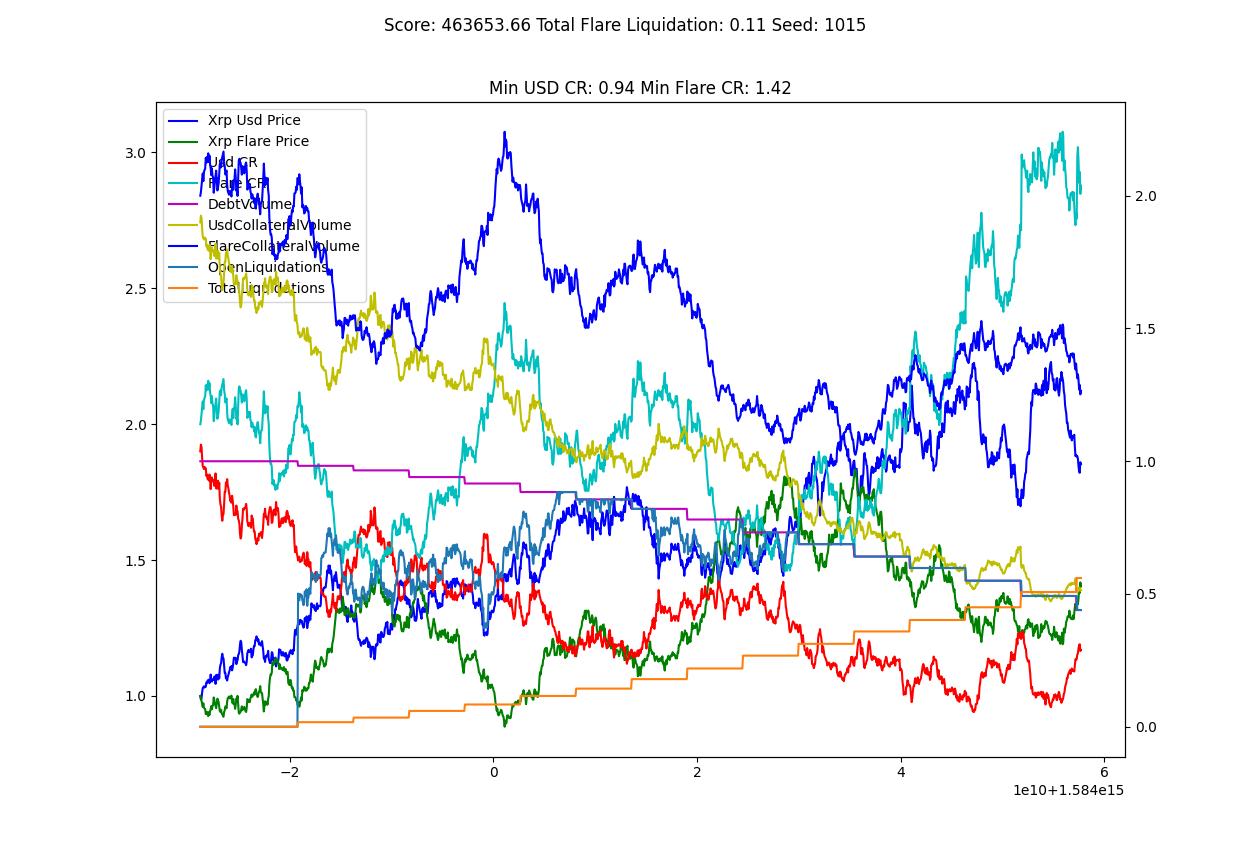 Score: 463653.66 Total Flare Liquidation: 0.11 Seed: 1015
Min USD CR: 0.94 Min Flare CR: 1.42
Xrp Usd Price
Xrp Flare Price
Usd CR
Flare CR
DebtVolume
UsdCollateralVolume
FlareCollateralVolume
OpenLiquidations
TotalLiquidations
3.0
2.5
2.0
1.5
1.0
2.0
1.5
1.0
0.5
0.0
−2
0
2
4
6
1e10+1.584e15